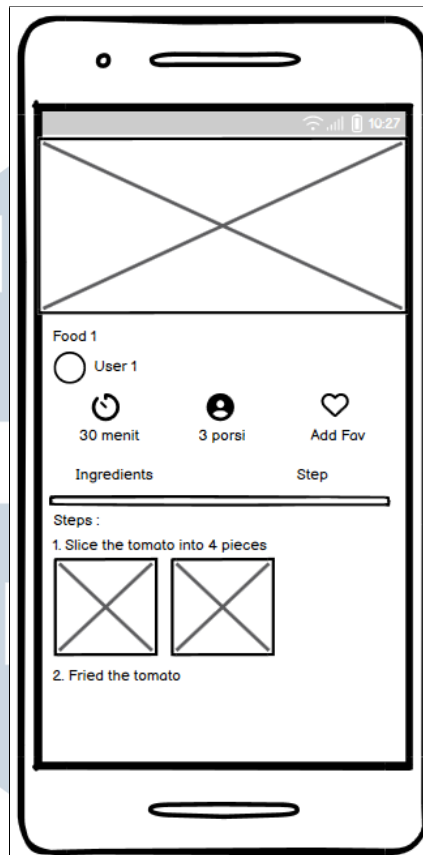 10:27
Food 1
User 1
30 menit 3 porsi Add Fav
Ingredients Step
Steps :
1. Slice the tomato into 4 pieces
2. Fried the tomato